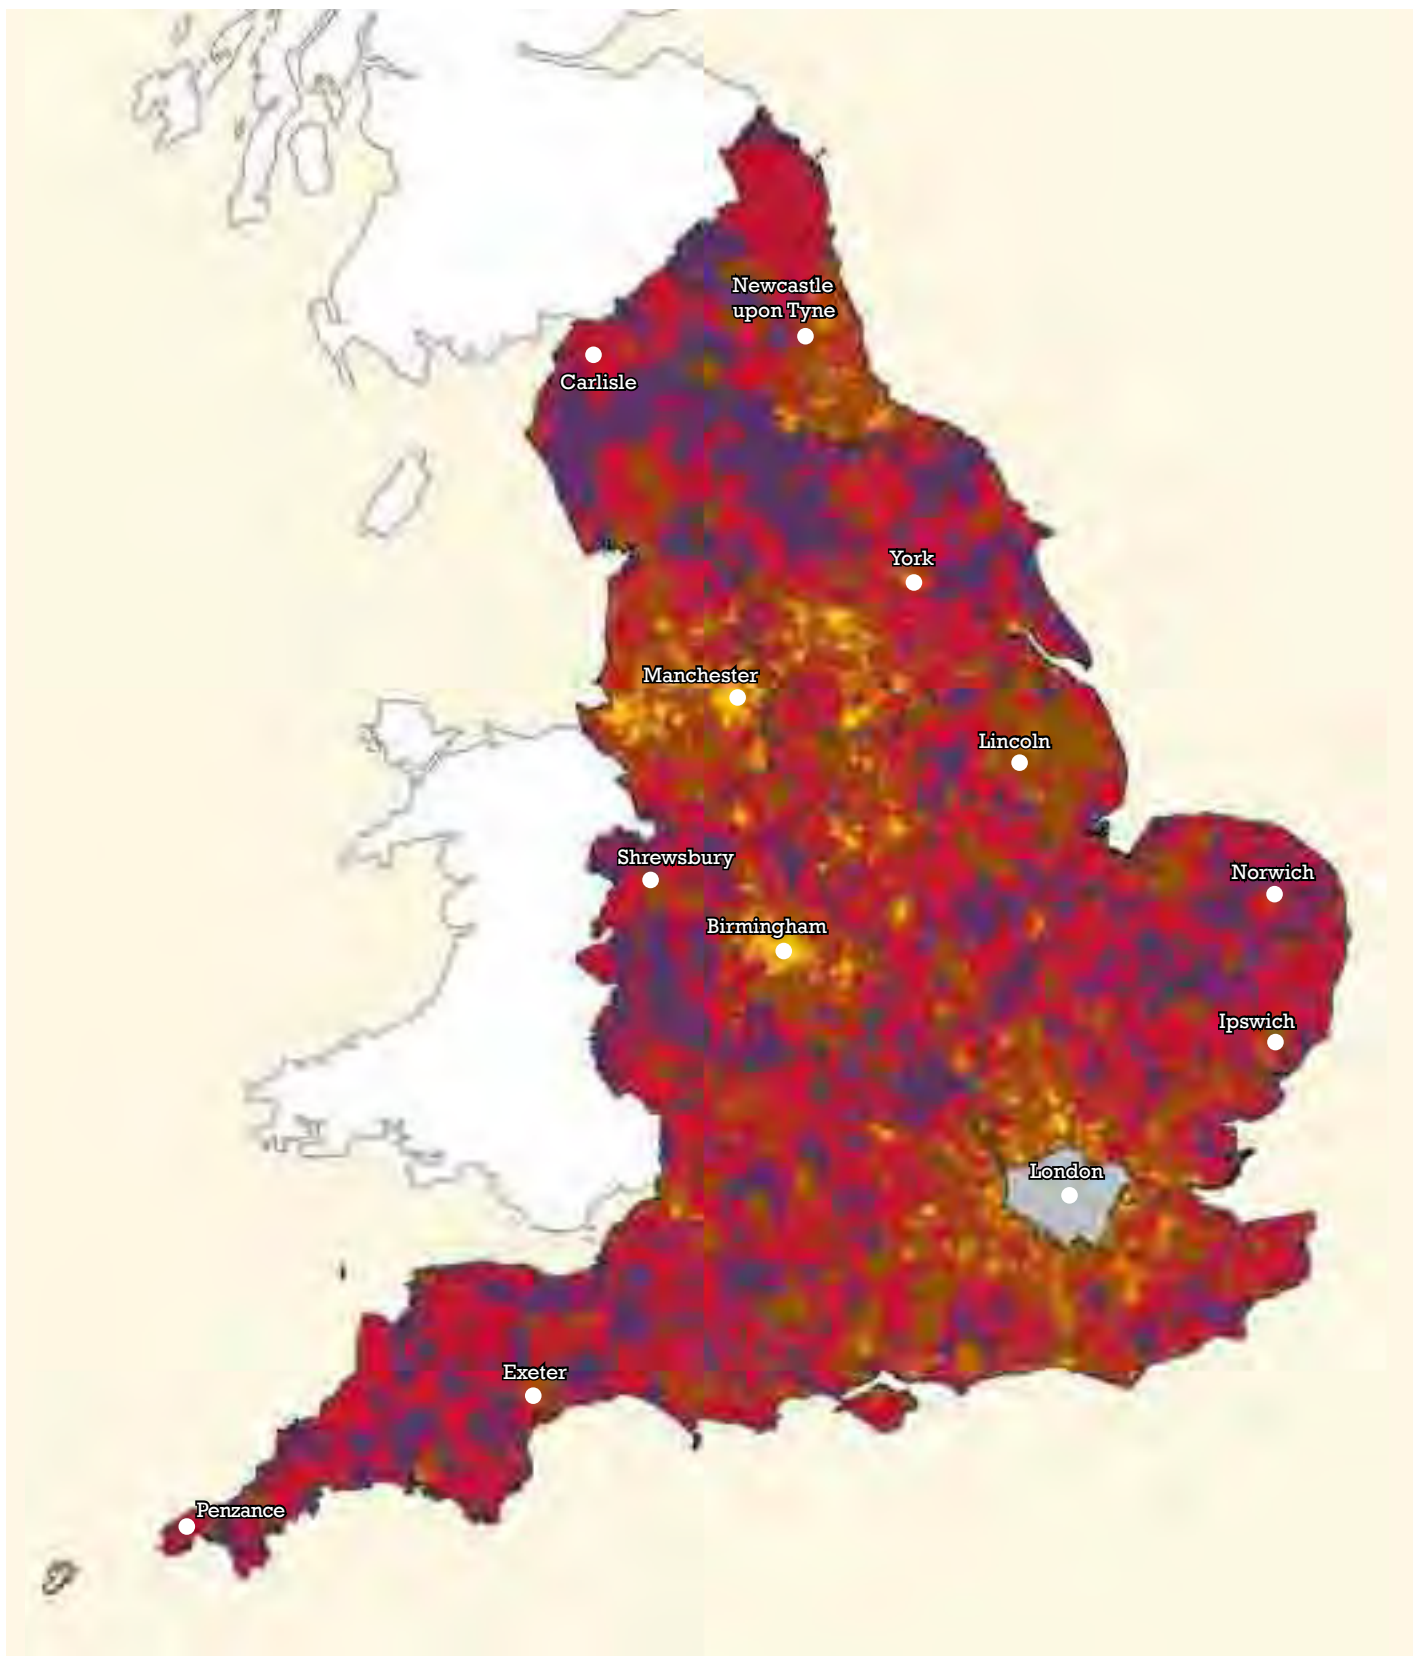 Newcastle
upon Tyne
Carlisle
York
Manchester
Lincoln
Shrewsbury
Norwich
Birmingham
Ipswich
London
Exeter
Penzance